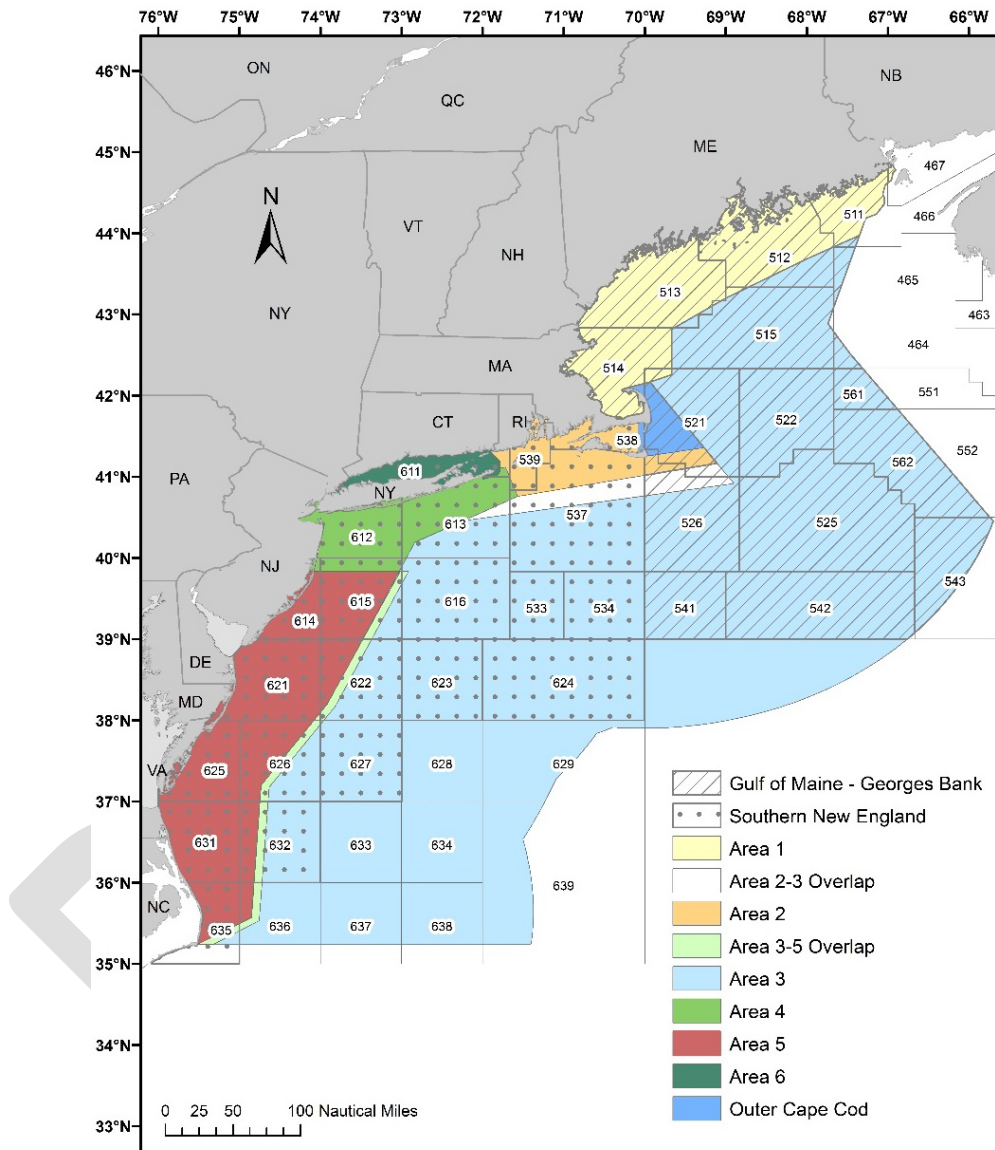 76°W 75°W 74°W 73°W 72°W 71°W 70°W 69°W 68°W 67°W 66°W
46°N
ON
NB
QC
ME
45°N
467
N
511
466
44°N
VT
512
NH
465
513
NY
515
43°N
463
464
514
MA
561
551
42°N
CT
RI
521
522
538
562
552
539
611
41°N
PA
NY
537
526
525
613
612
40°N
NJ
543
615
616
533
534
541
542
614
39°N
DE
621
622
623
624
MD
38°N
VA
625
626
627
628
629
37°N
631
632
633
634
36°N
639
NC
635
636
637
638
35°N
34°N
33°N
Gulf of Maine - Georges Bank
Southern New England
Area 1
Area 2-3 Overlap
Area 2
Area 3-5 Overlap
Area 3
Area 4
Area 5
Area 6
Outer Cape Cod
0 25 50 100 Nautical Miles